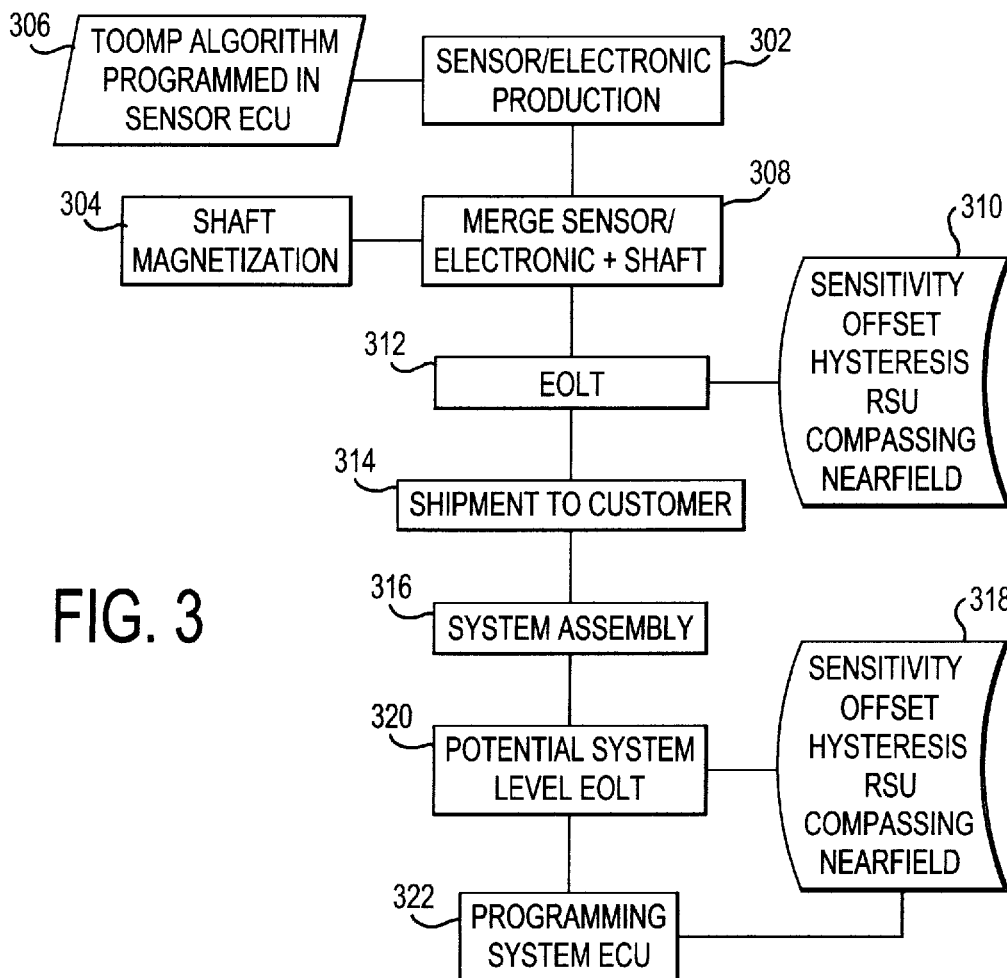 306
TOOMP ALGORITHM
PROGRAMMED IN
SENSOR ECU
302
SENSOR/ELECTRONIC
PRODUCTION
304
SHAFT
MAGNETIZATION
308
MERGE SENSOR/
ELECTRONIC + SHAFT
310
SENSITIVITY
OFFSET
HYSTERESIS
RSU
COMPASSING
NEARFIELD
312
EOLT
314
SHIPMENT TO CUSTOMER
FIG. 3
316
SYSTEM ASSEMBLY
318
SENSITIVITY
OFFSET
HYSTERESIS
RSU
COMPASSING
NEARFIELD
320
POTENTIAL SYSTEM
LEVEL EOLT
322
PROGRAMMING
SYSTEM ECU